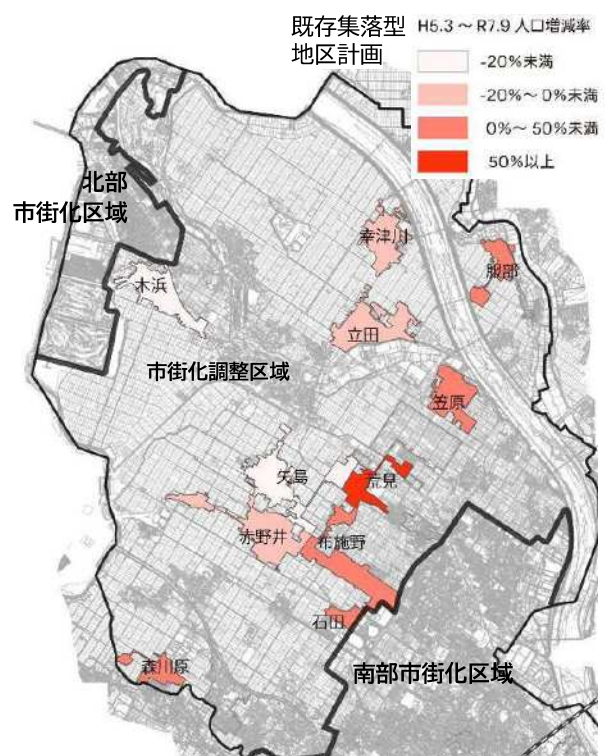 既存集落型
地区計画
H5.3～R7.9人口増減率
-20%未満
-20%～0%未満
0%～50%未満
50%以上
北部
市街化区域
幸津川
服部
木浜
立田
市街化調整区域
笠原
矢島
荒見
赤野井
布施野
石田
森川原
南部市街化区域